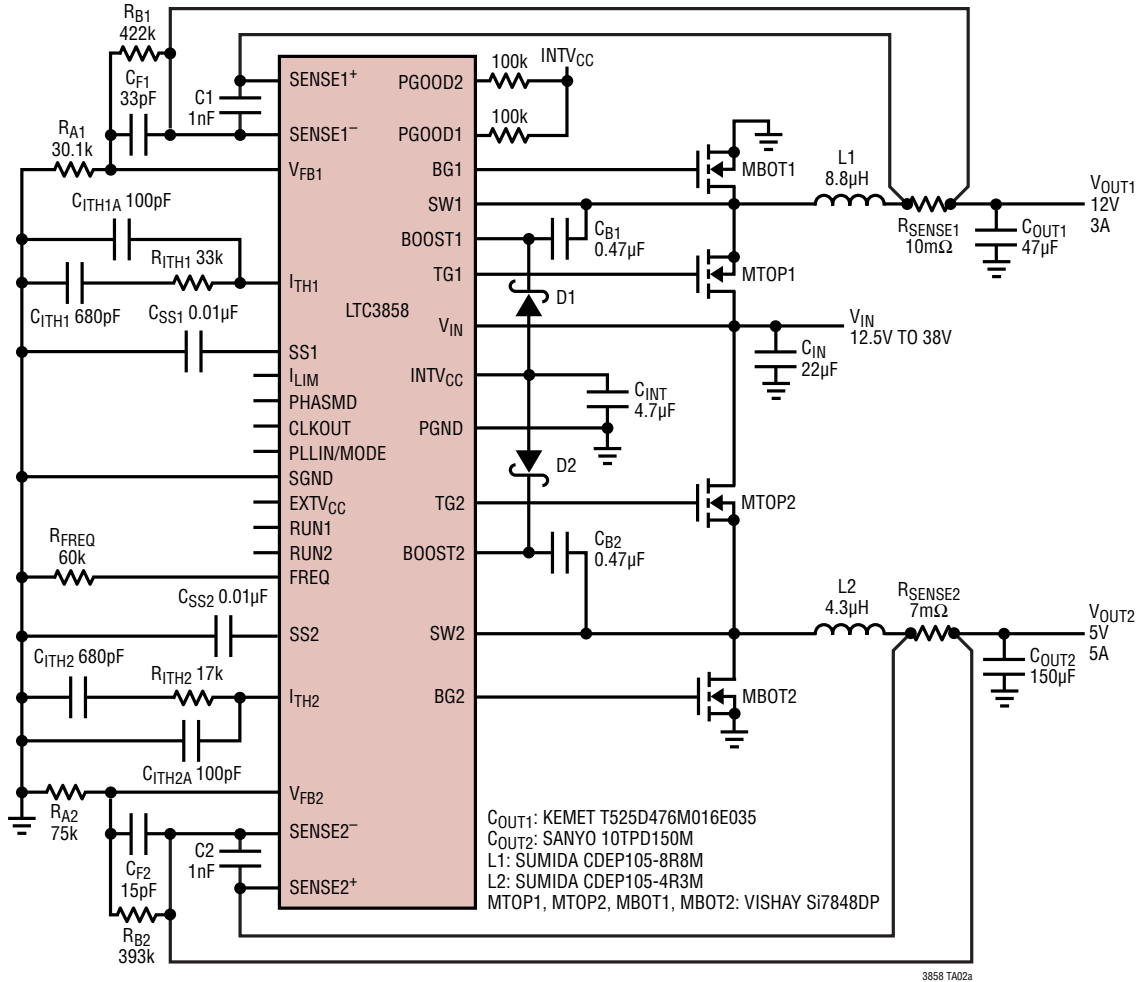 RB1
422k
CF1
33pF
RA1
30.1k
C1
1nF
CITH1A 100pF
RITH1 33k
CITH1 680pF
CSS1 0.01µF
RFREQ
60k
CSS2 0.01µF
CITH2 680pF
RITH2 17k
CITH2A 100pF
RA2
75k
CF2
15pF
C2
1nF
RB2
393k
SENSE1+
SENSE1–
VFB1
ITH1
SS1
ILIM
PHASMD
CLKOUT
PLLIN/MODE
SGND
EXTVCC
RUN1
RUN2
FREQ
SS2
ITH2
VFB2
SENSE2–
SENSE2+
LTC3858
PGOOD2
PGOOD1
BG1
SW1
BOOST1
TG1
VIN
INTVCC
PGND
TG2
BOOST2
SW2
BG2
100k
INTVCC
100k
MBOT1
L1
8.8µH
RSENSE1
10mΩ
VOUT1
12V
3A
COUT1
47µF
CB1
0.47µF
MTOP1
D1
VIN
12.5V TO 38V
CIN
22µF
CINT
4.7µF
D2
MTOP2
CB2
0.47µF
L2
4.3µH
RSENSE2
7mΩ
VOUT2
5V
5A
COUT2
150µF
MBOT2
COUT1: KEMET T525D476M016E035
COUT2: SANYO 10TPD150M
L1: SUMIDA CDEP105-8R8M
L2: SUMIDA CDEP105-4R3M
MTOP1, MTOP2, MBOT1, MBOT2: VISHAY Si7848DP
3858 TA02a